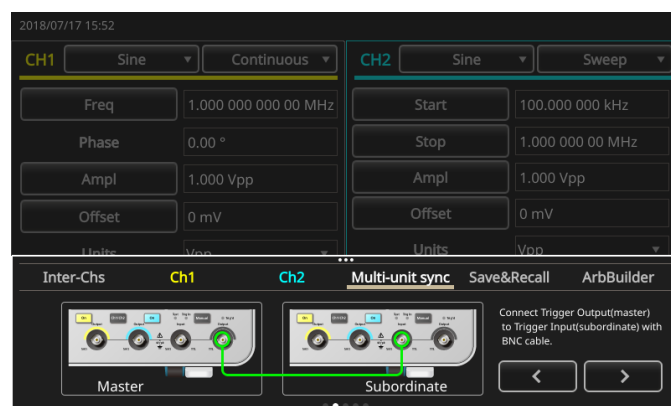 2018/07/17 15:52
CH1 Sine Continuous
CH2 Sine Sweep
Freq 1.000 000 000 00 MHz
Start 100.000 000 kHz
Phase 0.00 °
Stop 1.000 000 00 MHz
Ampl 1.000 Vpp
Ampl 1.000 Vpp
Offset 0 mV
Offset 0 mV
Units Vpp
Units Vpp
Inter-Chs Ch1 Ch2 Multi-unit sync Save&Recall ArbBuilder
Manual
Manual
Master
Subordinate
Connect Trigger Output(master)
to Trigger Input(subordinate) with
BNC cable.
< >